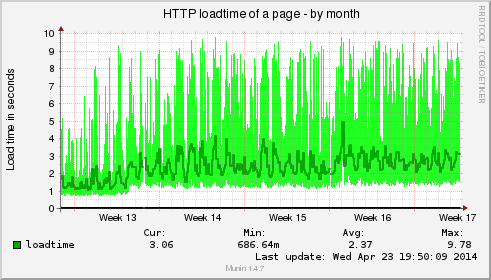 HTTP loadtime of a page - by month
RRDTOOL / TOBI OETIKER
Load time in seconds
10
9
8
7
6
5
4
3
2
1
0
Week 13 Week 14 Week 15 Week 16 Week 17
Cur: Min: Avg: Max:
loadtime 3.06 686.64m 2.37 9.78
Last update: Wed Apr 23 19:50:09 2014
Munin 1.4.7